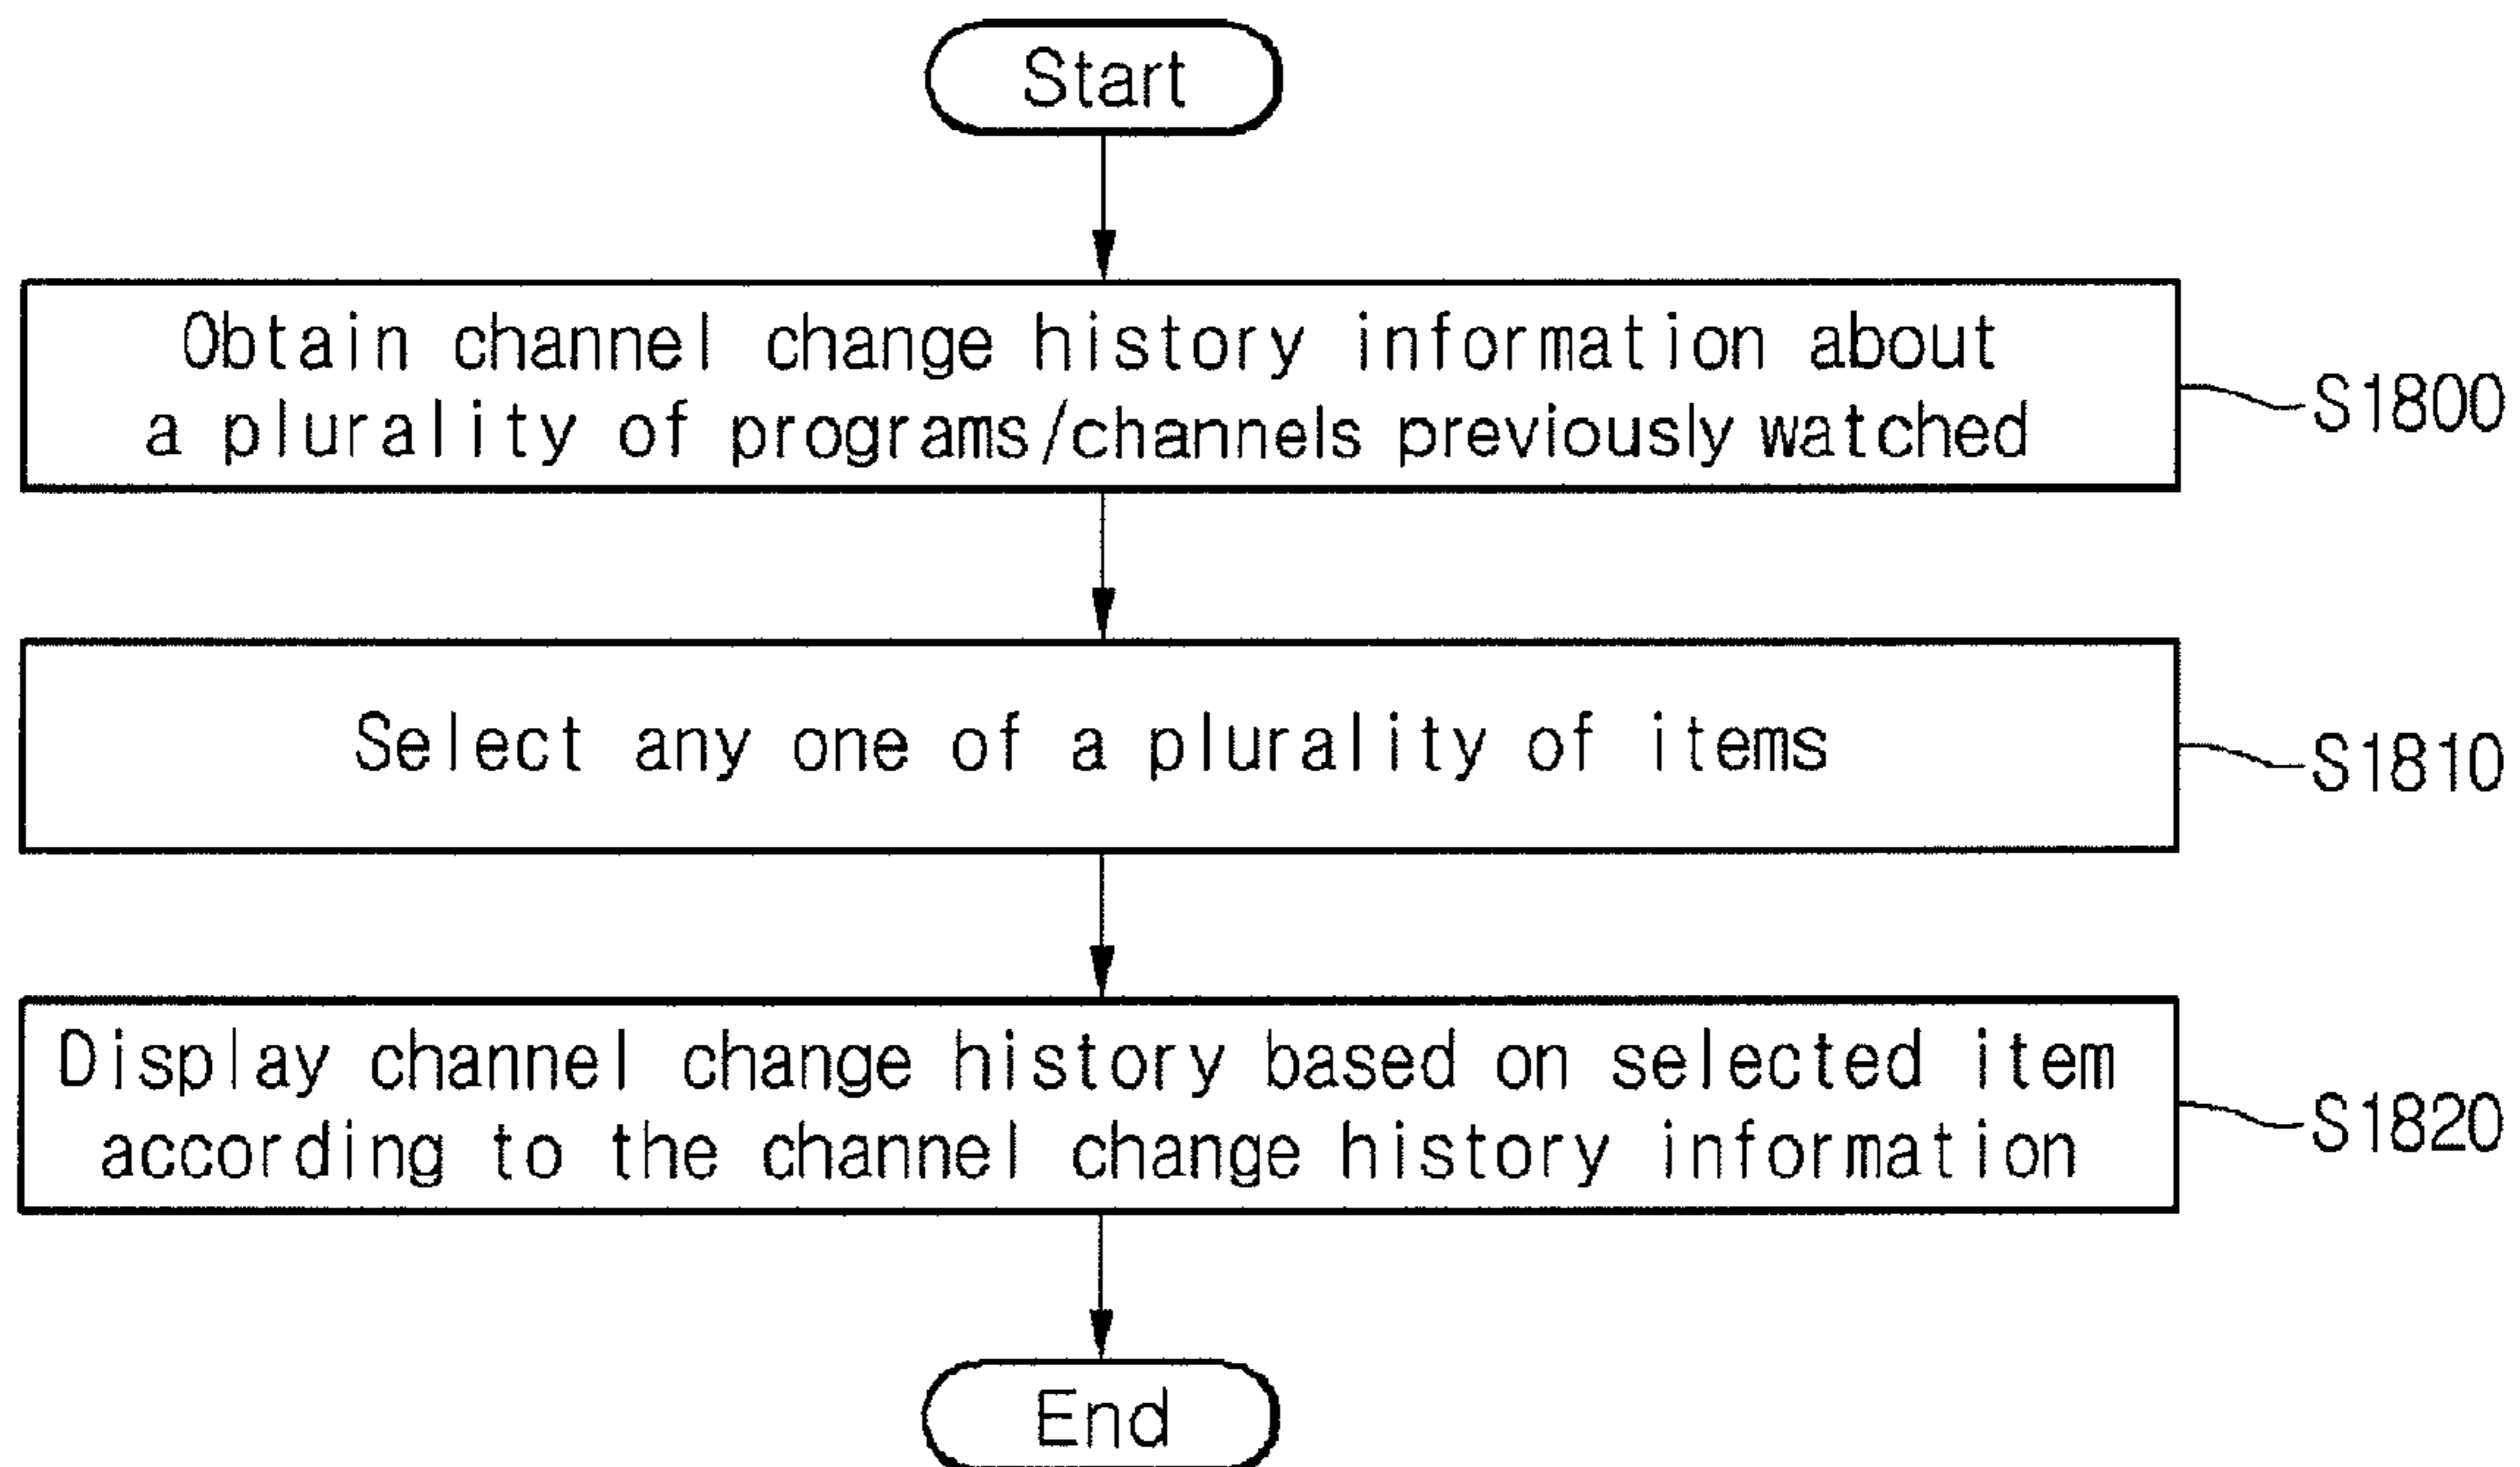 Start
Obtain channel change history information about
a plurality of programs/channels previously watched
S1800
Select any one of a plurality of items
S1810
Display channel change history based on selected item
according to the channel change history information
S1820
End